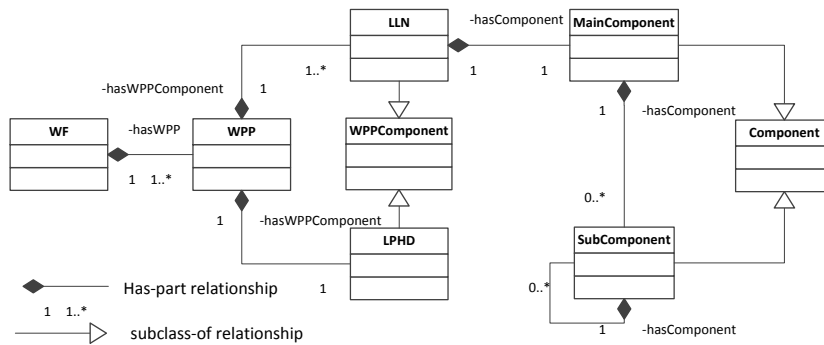 LLN
-hasComponent
MainComponent
1..*
1
1
-hasWPPComponent
1
1
-hasComponent
WF
-hasWPP
WPP
WPPComponent
Component
1
1..*
1
-hasWPPComponent
0..*
LPHD
SubComponent
1
Has-part relationship
0..*
1
1..*
1
-hasComponent
subclass-of relationship